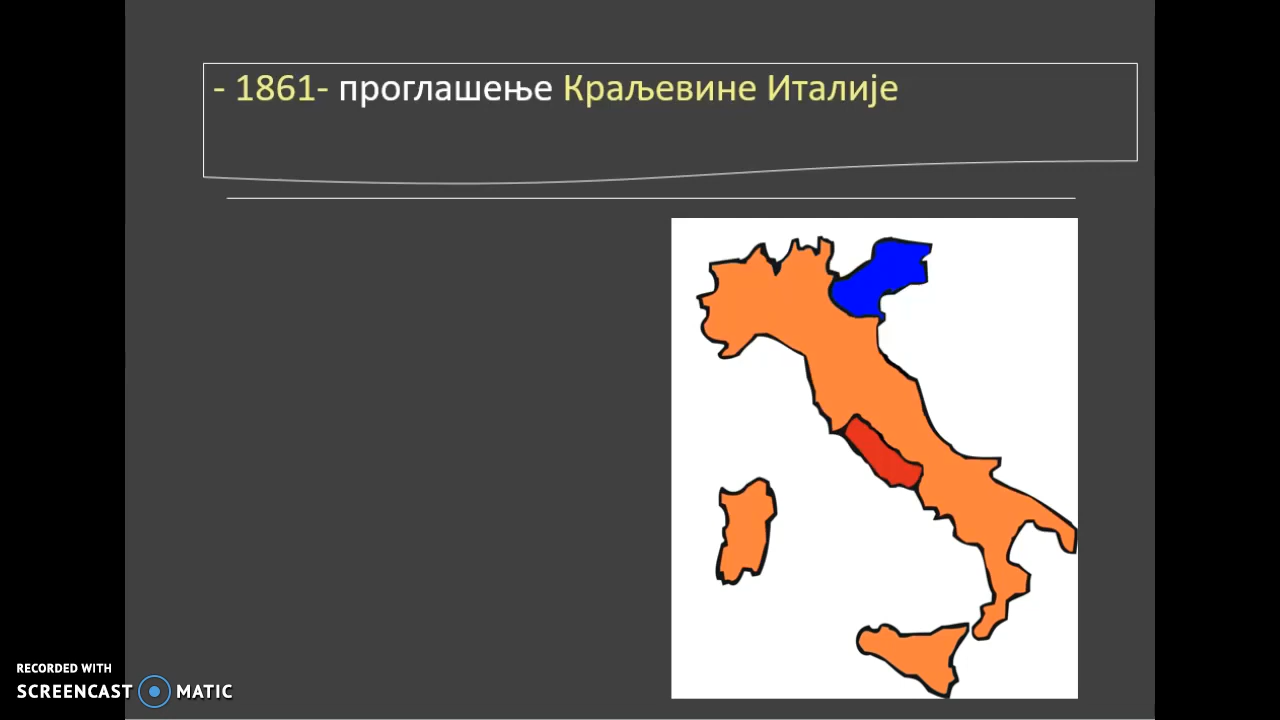 - 1861- проглашење Краљевине Италије
RECORDED WITH
SCREENCAST MATIC